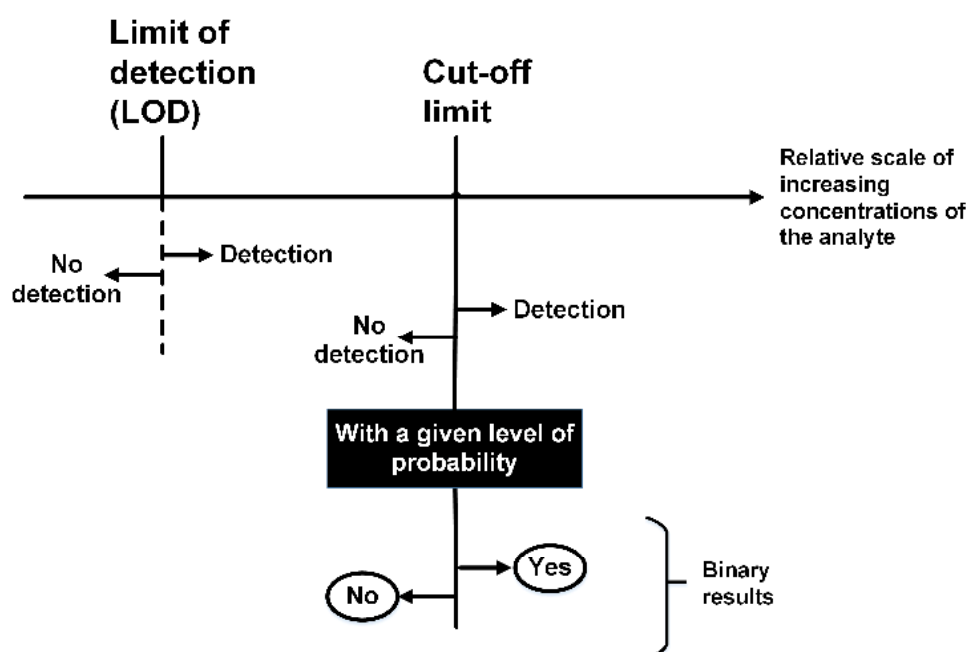 Limit of
detection
(LOD)
Cut-off
limit
Relative scale of
increasing
concentrations of
the analyte
Detection
No
detection
Detection
No
detection
With a given level of
probability
Yes
No
Binary
results